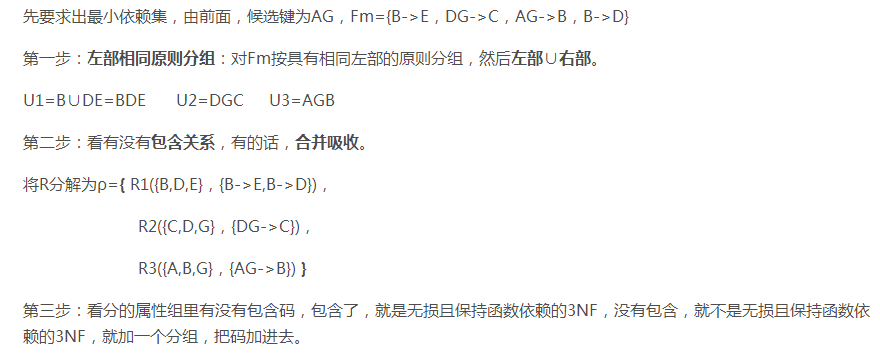 先要求出最小依赖集，由前面，候选键为AG，Fm={B->E，DG->C，AG->B，B->D}
第一步：左部相同原则分组：对Fm按具有相同左部的原则分组，然后左部∪右部。
U1=B∪DE=BDE U2=DGC U3=AGB
第二步：看有没有包含关系，有的话，合并吸收。
将R分解为ρ={ R1({B,D,E}，{B->E,B->D})，
R2({C,D,G}，{DG->C})，
R3({A,B,G}，{AG->B}) }
第三步：看分的属性组里有没有包含码，包含了，就是无损且保持函数依赖的3NF，没有包含，就不是无损且保持函数依
赖的3NF，就加一个分组，把码加进去。